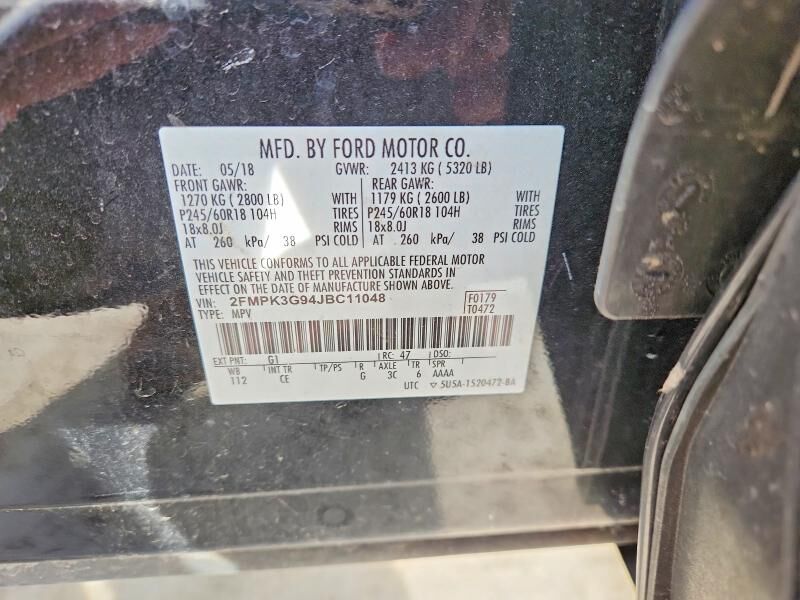 MFD. BY FORD MOTOR CO.
DATE: 05/18 GVWR: 2413 KG ( 5320 LB)
FRONT GAWR: REAR GAWR:
1270 KG ( 2800 LB) WITH 1179 KG ( 2600 LB) WITH
P245/60R18 104H TIRES P245/60R18 104H TIRES
18x8.0J RIMS 18x8.0J RIMS
AT 260 kPa/ 38 PSI COLD AT 260 kPa/ 38 PSI COLD
THIS VEHICLE CONFORMS TO ALL APPLICABLE FEDERAL MOTOR
VEHICLE SAFETY AND THEFT PREVENTION STANDARDS IN
EFFECT ON THE DATE OF MANUFACTURE SHOWN ABOVE.
VIN: 2FMPK3G94JBC11048 F0179
TYPE: MPV T0472
EXT PNT: G1 RC: 47 DSO:
WB INT TR TP/PS R AXLE TR SPR
112 CE G 3C 6 AAAA
UTC ▽ 5U5A-1520472-BA